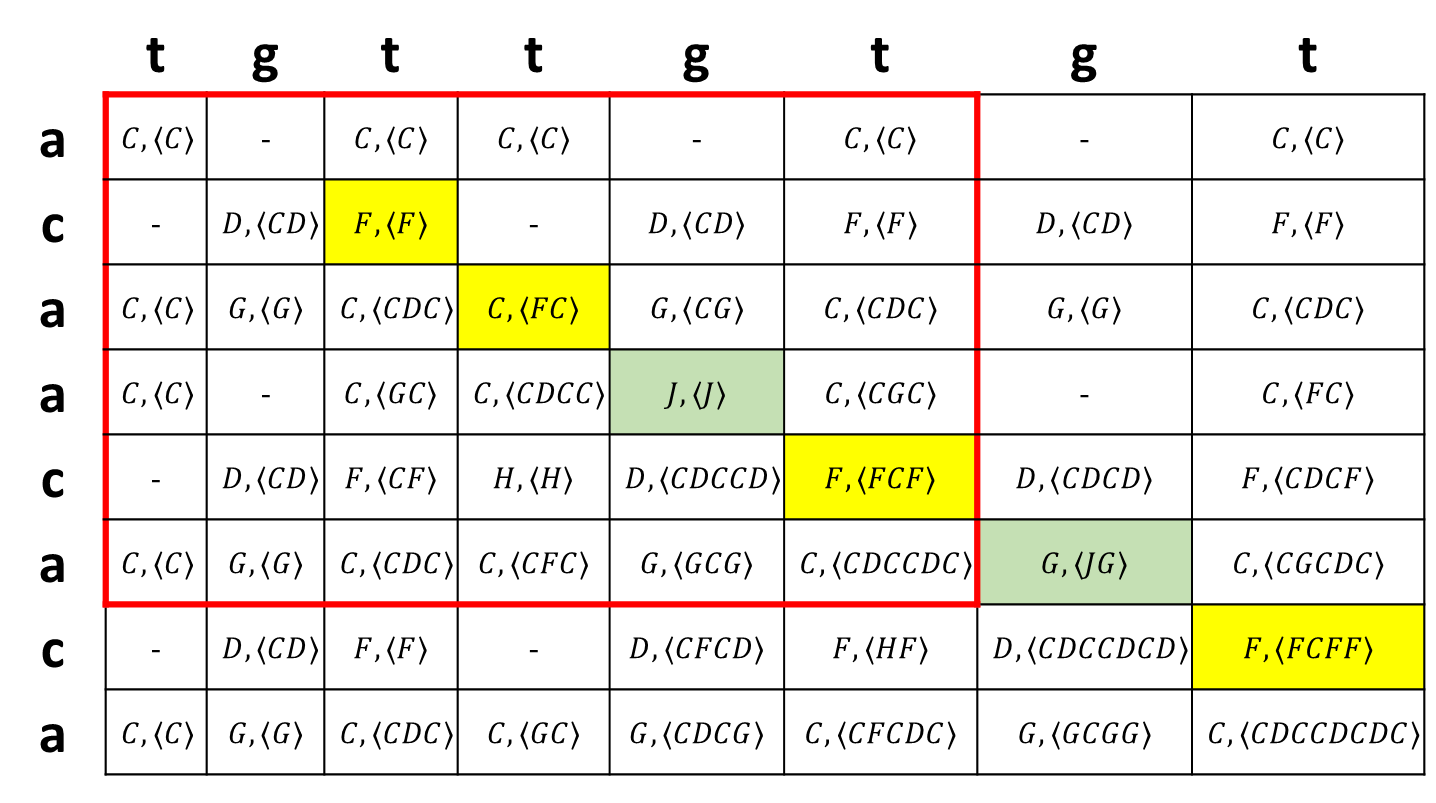 t g t t g t g t
a C,⟨C⟩ - C,⟨C⟩ C,⟨C⟩ - C,⟨C⟩ - C,⟨C⟩
c - D,⟨CD⟩ F,⟨F⟩ - D,⟨CD⟩ F,⟨F⟩ D,⟨CD⟩ F,⟨F⟩
a C,⟨C⟩ G,⟨G⟩ C,⟨CDC⟩ C,⟨FC⟩ G,⟨CG⟩ C,⟨CDC⟩ G,⟨G⟩ C,⟨CDC⟩
a C,⟨C⟩ - C,⟨GC⟩ C,⟨CDCC⟩ J,⟨J⟩ C,⟨CGC⟩ - C,⟨FC⟩
c - D,⟨CD⟩ F,⟨CF⟩ H,⟨H⟩ D,⟨CDCCD⟩ F,⟨FCF⟩ D,⟨CDCD⟩ F,⟨CDCF⟩
a C,⟨C⟩ G,⟨G⟩ C,⟨CDC⟩ C,⟨CFC⟩ G,⟨GCG⟩ C,⟨CDCCDC⟩ G,⟨JG⟩ C,⟨CGCDC⟩
c - D,⟨CD⟩ F,⟨F⟩ - D,⟨CFCD⟩ F,⟨HF⟩ D,⟨CDCCDCD⟩ F,⟨FCFF⟩
a C,⟨C⟩ G,⟨G⟩ C,⟨CDC⟩ C,⟨GC⟩ G,⟨CDCG⟩ C,⟨CFCDC⟩ G,⟨GCGG⟩ C,⟨CDCCDCDC⟩